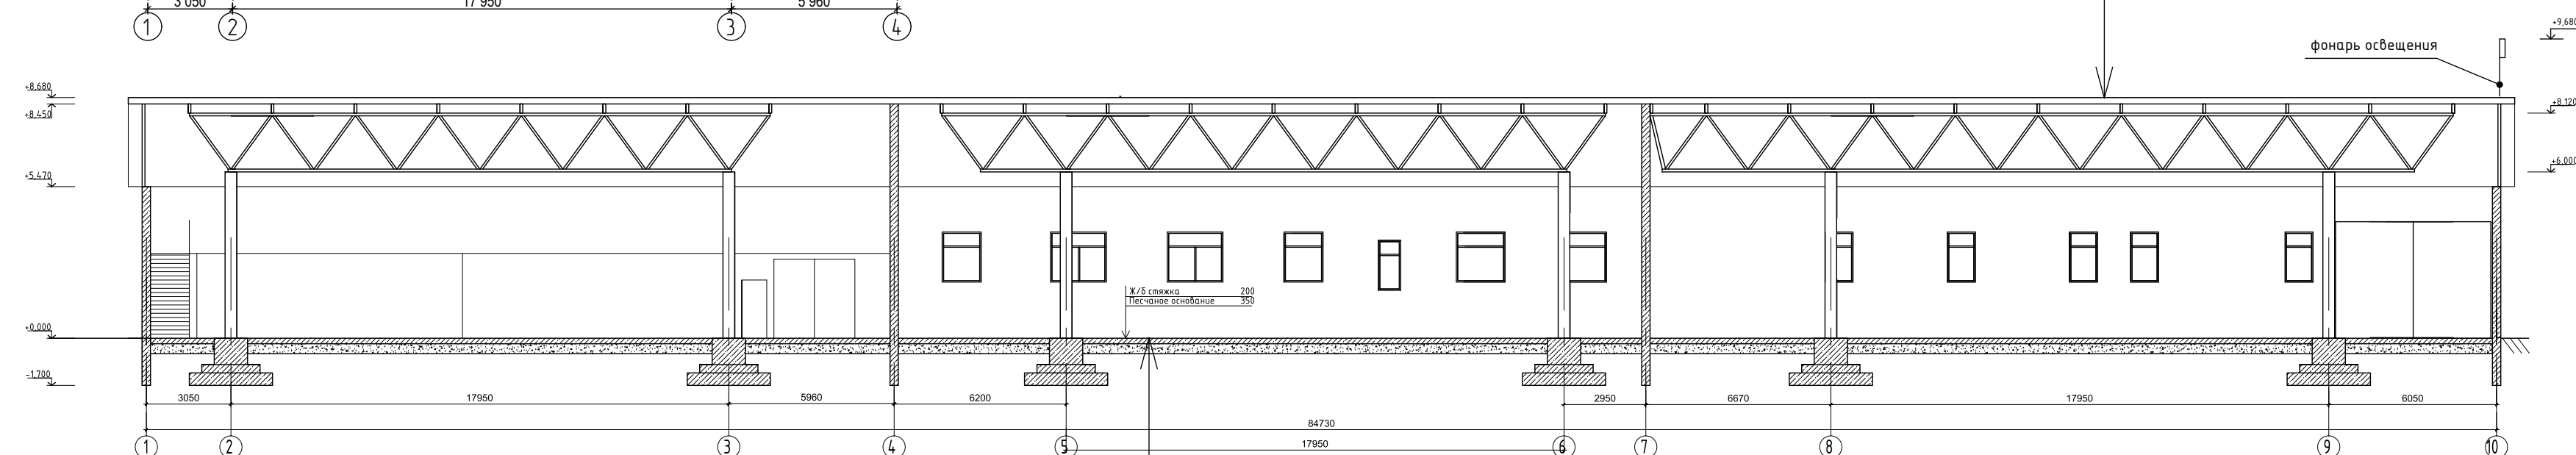 3 050 17 950 5 960
1 2 3 4
+9,680
фонарь освещения
+8,680
+8,450
+8,120
+5,470
+6,000
Ж/б стяжка 200
Песчаное основание 350
+0,000
-1,700
3050 17950 5960 6200 2950 6670 17950 6050
84730
17950
1 2 3 4 5 6 7 8 9 10